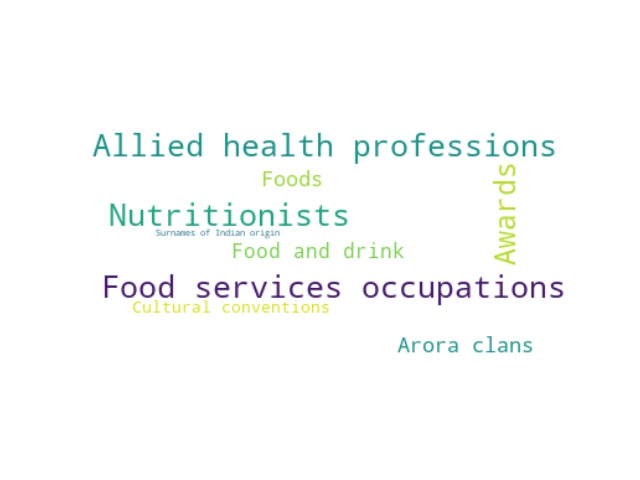 Allied health professions
Foods
Awards
Nutritionists
Surnames of Indian origin
Food and drink
Food services occupations
Cultural conventions
Arora clans